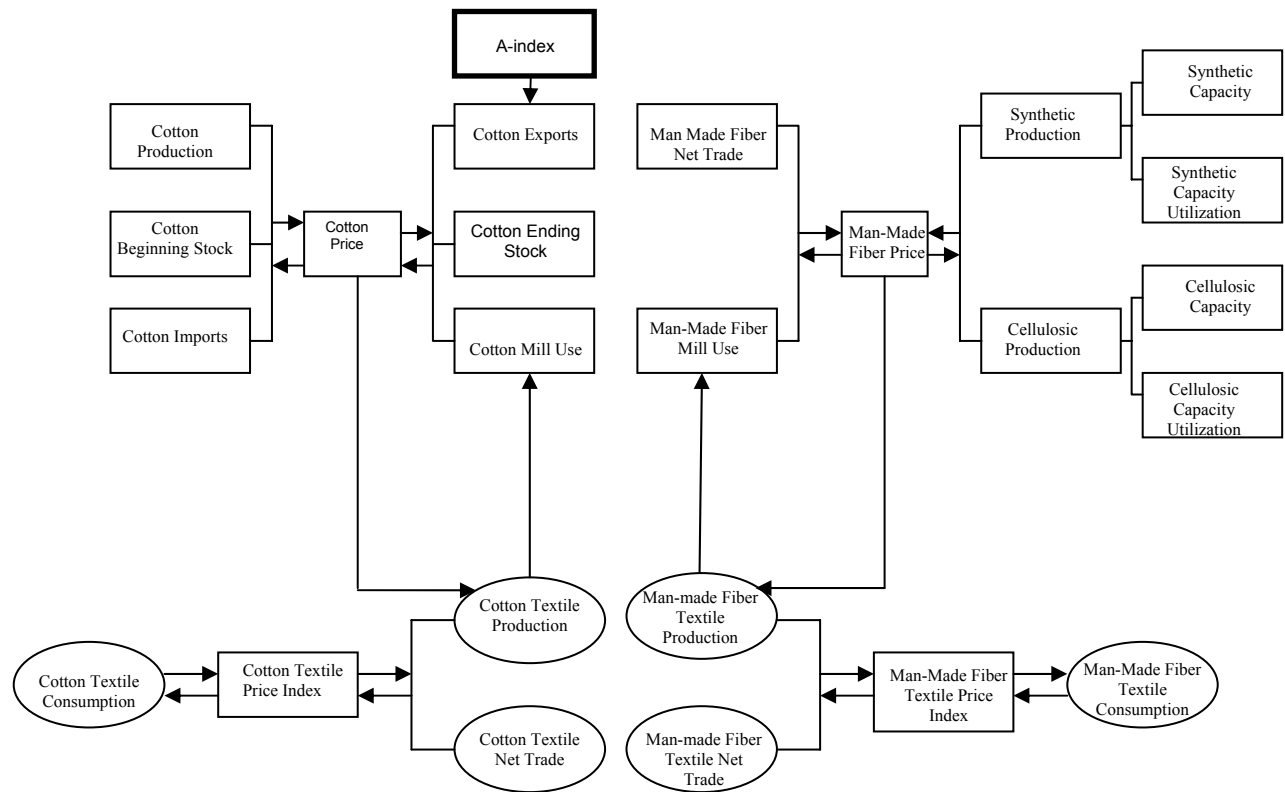 A-index
Cotton
Production
Cotton Exports
Man Made Fiber
Net Trade
Synthetic
Production
Synthetic
Capacity
Synthetic
Capacity
Utilization
Cotton
Beginning Stock
Cotton
Price
Cotton Ending
Stock
Man-Made
Fiber Price
Cotton Imports
Cotton Mill Use
Man-Made Fiber
Mill Use
Cellulosic
Production
Cellulosic
Capacity
Cellulosic
Capacity
Utilization
Cotton Textile
Production
Man-made Fiber
Textile
Production
Cotton Textile
Consumption
Cotton Textile
Price Index
Man-Made Fiber
Textile Price
Index
Man-Made Fiber
Textile
Consumption
Cotton Textile
Net Trade
Man-made Fiber
Textile Net
Trade